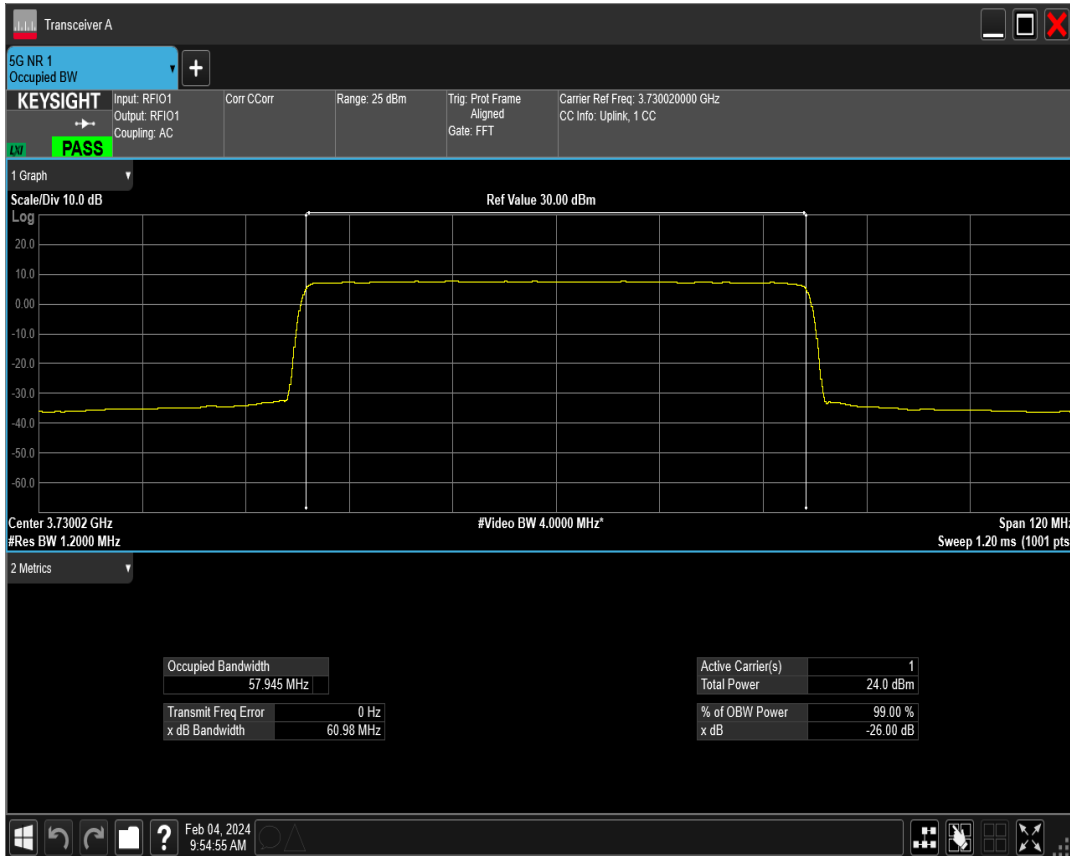 Transceiver A
5G NR 1
Occupied BW
KEYSIGHT
LXI
PASS
Input: RFIO1
Output: RFIO1
Coupling: AC
Corr CCorr
Range: 25 dBm
Trig: Prot Frame
Aligned
Gate: FFT
Carrier Ref Freq: 3.730020000 GHz
CC Info: Uplink, 1 CC
1 Graph
Scale/Div 10.0 dB
Ref Value 30.00 dBm
Log
20.0
10.0
0.00
-10.0
-20.0
-30.0
-40.0
-50.0
-60.0
Center 3.73002 GHz
#Video BW 4.0000 MHz*
Span 120 MHz
#Res BW 1.2000 MHz
Sweep 1.20 ms (1001 pts
2 Metrics
Occupied Bandwidth
57.945 MHz
Transmit Freq Error 0 Hz
x dB Bandwidth 60.98 MHz
Active Carrier(s) 1
Total Power 24.0 dBm
% of OBW Power 99.00 %
x dB -26.00 dB
?
Feb 04, 2024
9:54:55 AM